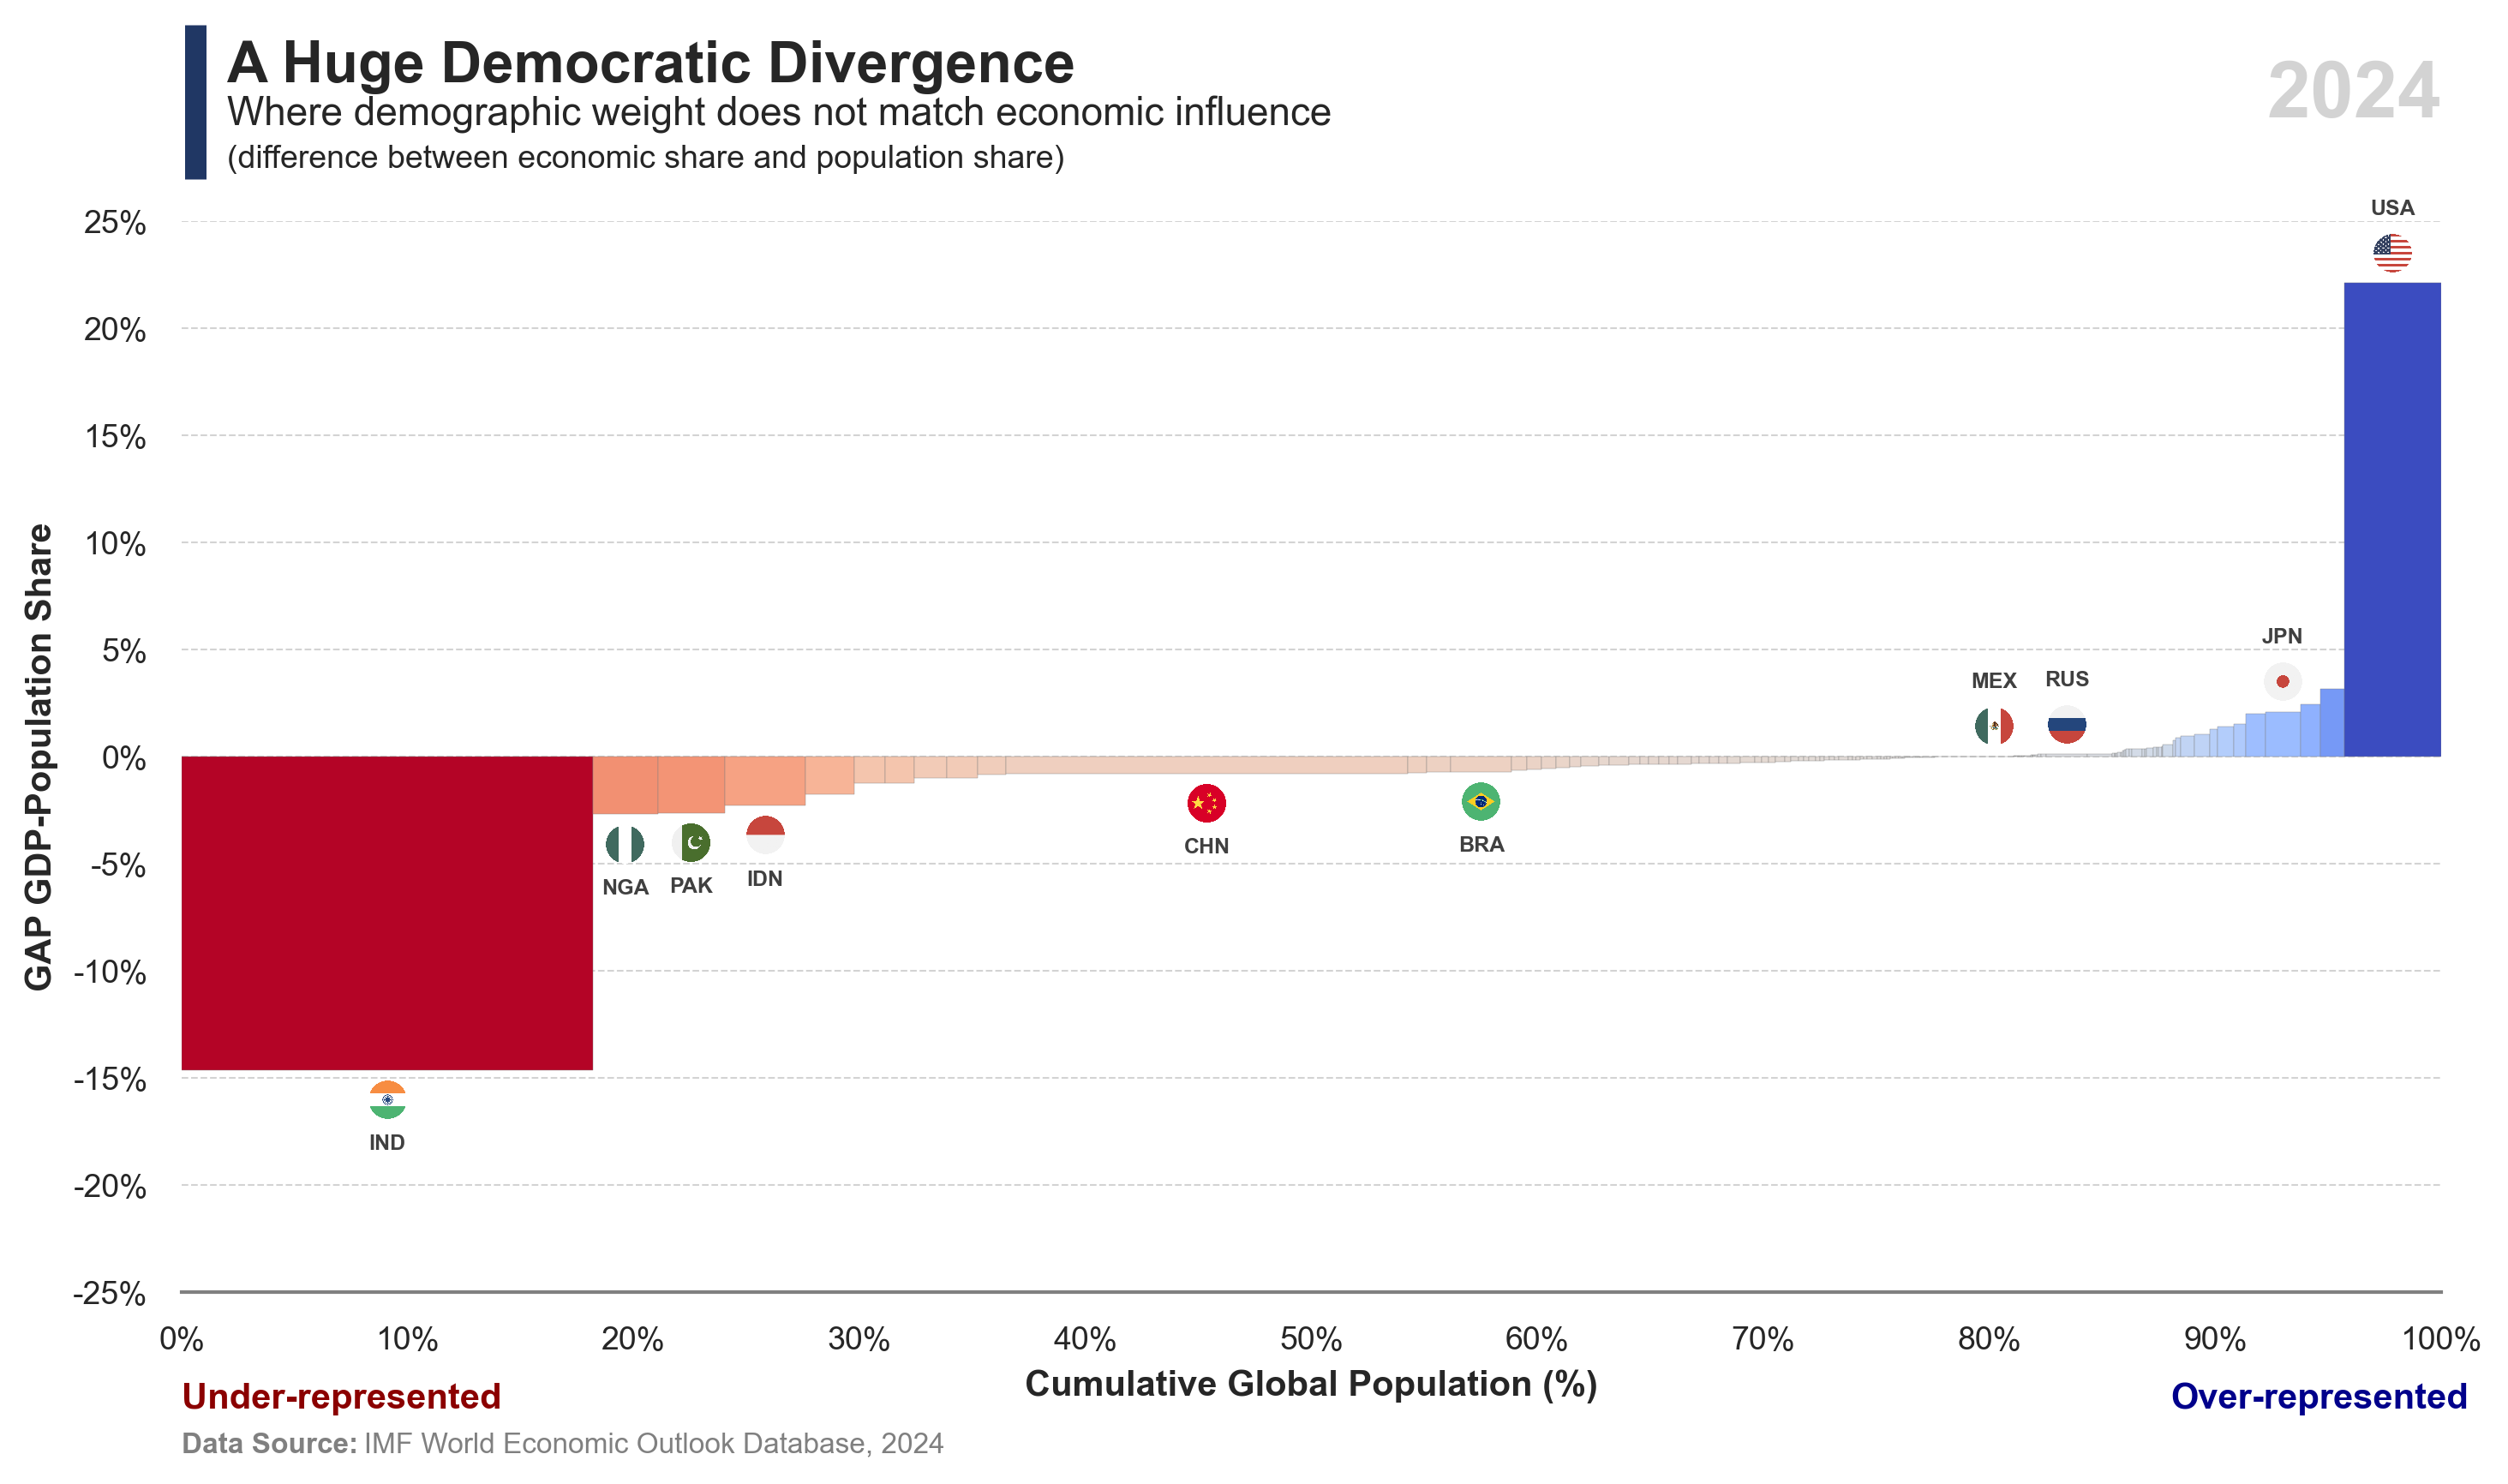 A Huge Democratic Divergence
Where demographic weight does not match economic influence
(difference between economic share and population share)
2024
GAP GDP-Population Share
25%
20%
15%
10%
5%
0%
-5%
-10%
-15%
-20%
-25%
USA
JPN
MEX
RUS
CHN
BRA
NGA
PAK
IDN
IND
0%
10%
20%
30%
40%
50%
60%
70%
80%
90%
100%
Cumulative Global Population (%)
Under-represented
Over-represented
Data Source: IMF World Economic Outlook Database, 2024